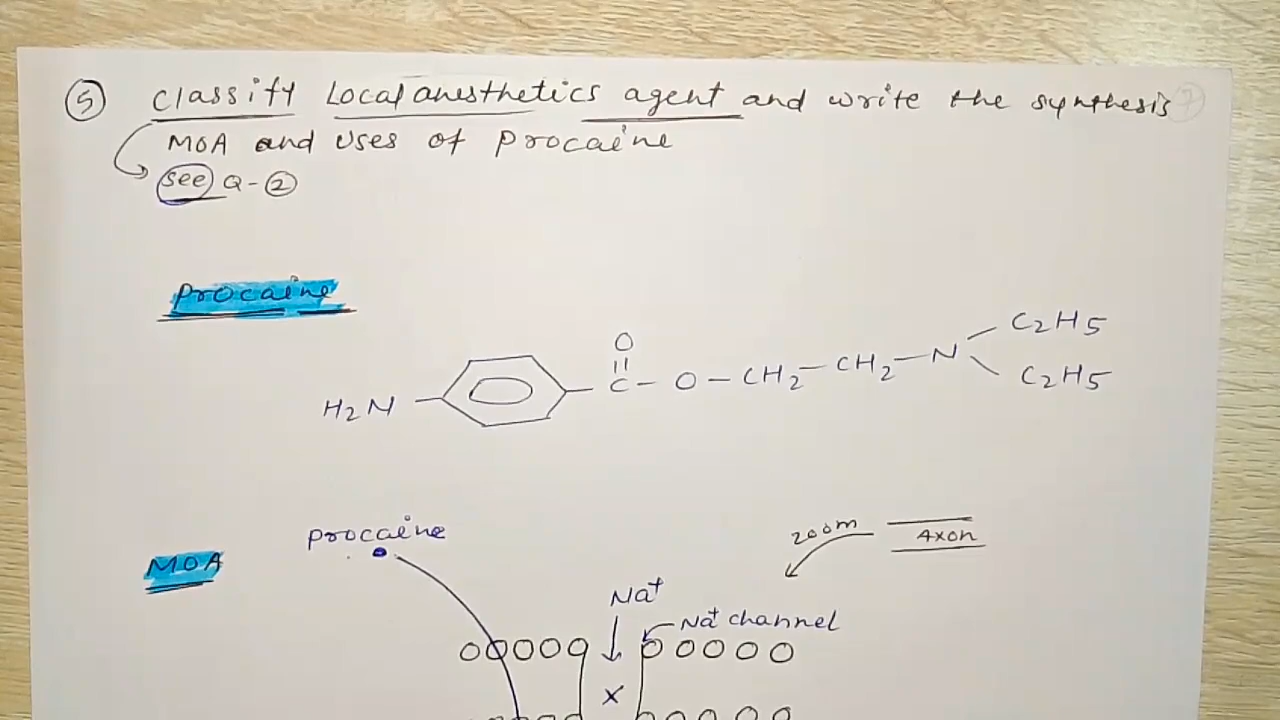 5 Classify Local anesthetics agent and write the synthesis
MOA and uses of Procaine
see Q-2
Procaine
H2N
O
C - O - CH2 - CH2 - N
C2H5
C2H5
MOA
Procaine
zoom
Axon
Na+
Na+ channel
x